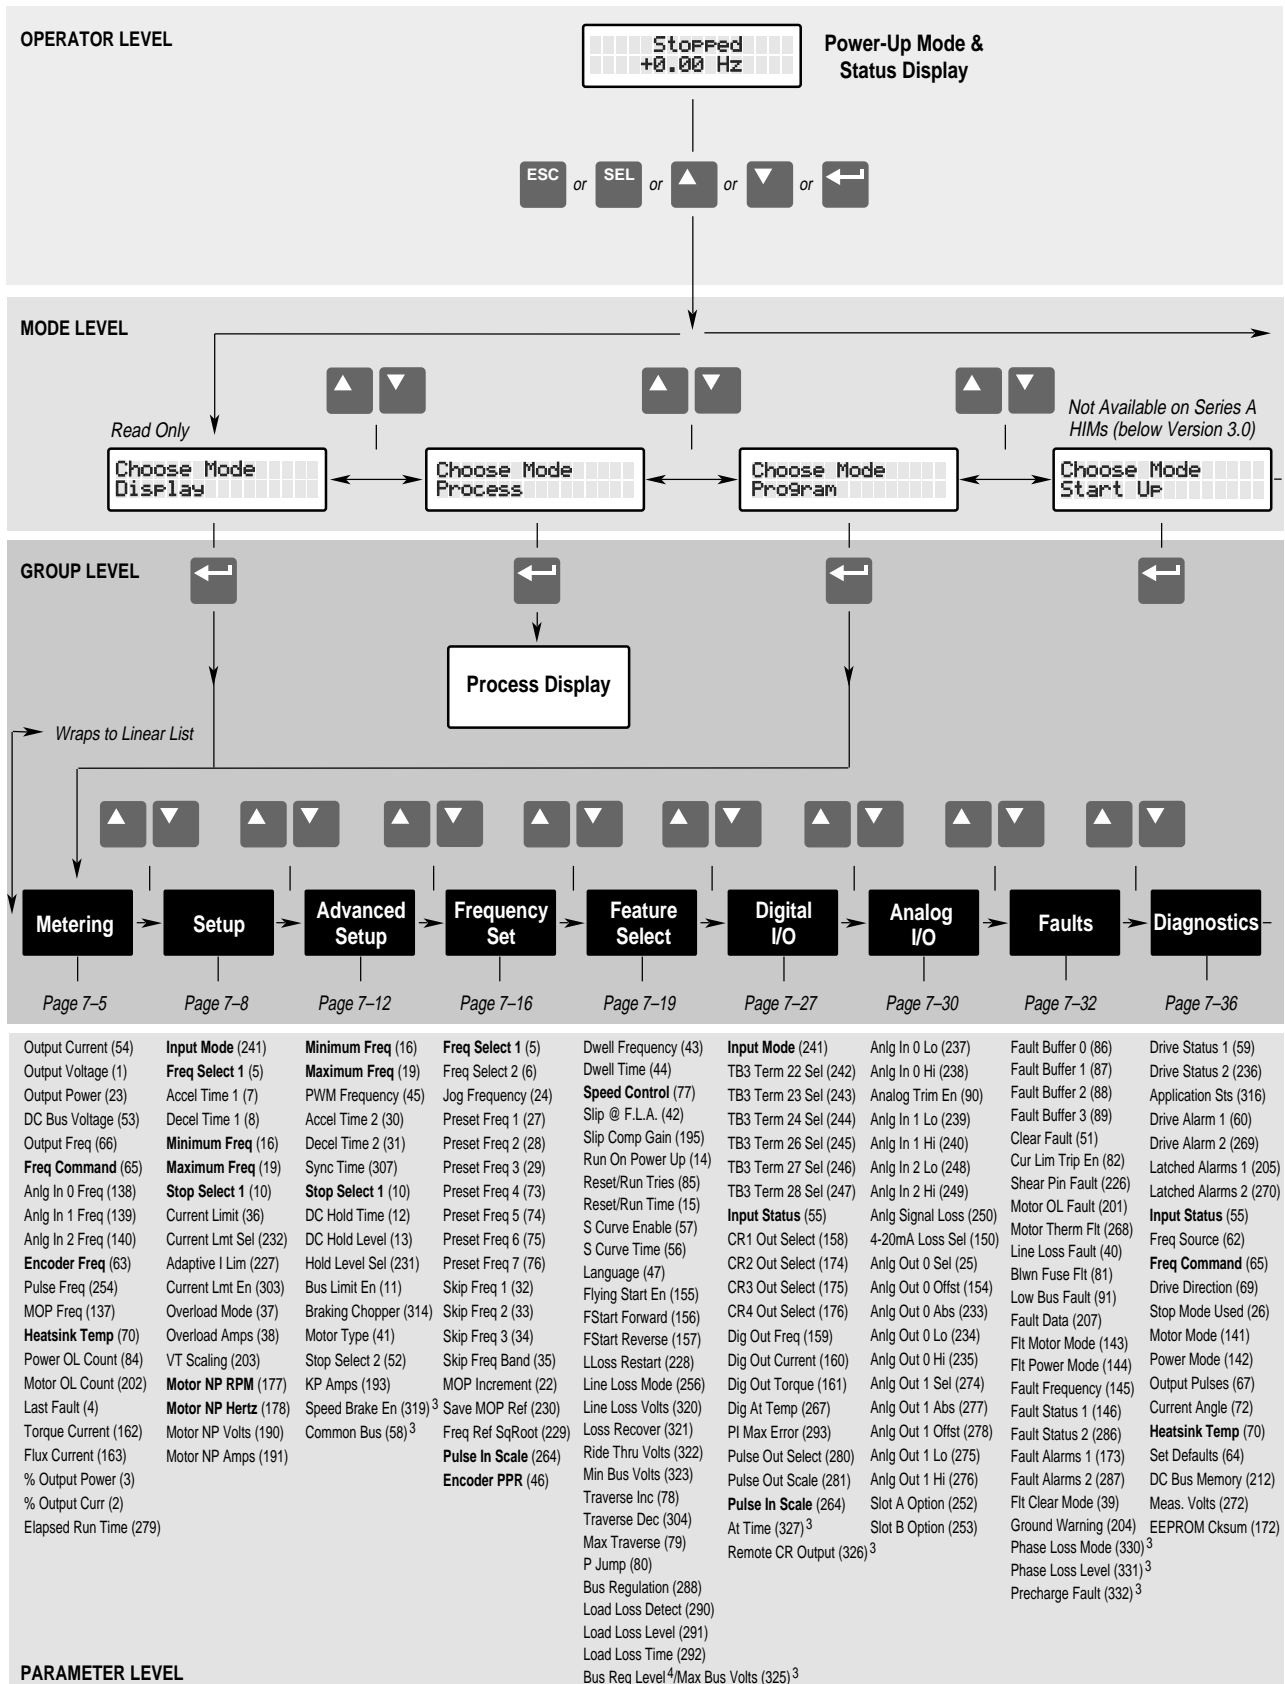 OPERATOR LEVEL
Stopped
+0.00 Hz
Power-Up Mode &
Status Display
ESC or SEL or or or
MODE LEVEL
Read Only
Not Available on Series A
HIMs (below Version 3.0)
Choose Mode
Display
Choose Mode
Process
Choose Mode
Program
Choose Mode
Start Up
GROUP LEVEL
Process Display
Wraps to Linear List
Metering
Setup
Advanced
Setup
Frequency
Set
Feature
Select
Digital
I/O
Analog
I/O
Faults
Diagnostics
Page 7–5
Page 7–8
Page 7–12
Page 7–16
Page 7–19
Page 7–27
Page 7–30
Page 7–32
Page 7–36
Output Current (54)
Output Voltage (1)
Output Power (23)
DC Bus Voltage (53)
Output Freq (66)
Freq Command (65)
Anlg In 0 Freq (138)
Anlg In 1 Freq (139)
Anlg In 2 Freq (140)
Encoder Freq (63)
Pulse Freq (254)
MOP Freq (137)
Heatsink Temp (70)
Power OL Count (84)
Motor OL Count (202)
Last Fault (4)
Torque Current (162)
Flux Current (163)
% Output Power (3)
% Output Curr (2)
Elapsed Run Time (279)
Input Mode (241)
Freq Select 1 (5)
Accel Time 1 (7)
Decel Time 1 (8)
Minimum Freq (16)
Maximum Freq (19)
Stop Select 1 (10)
Current Limit (36)
Current Lmt Sel (232)
Adaptive I Lim (227)
Current Lmt En (303)
Overload Mode (37)
Overload Amps (38)
VT Scaling (203)
Motor NP RPM (177)
Motor NP Hertz (178)
Motor NP Volts (190)
Motor NP Amps (191)
Minimum Freq (16)
Maximum Freq (19)
PWM Frequency (45)
Accel Time 2 (30)
Decel Time 2 (31)
Sync Time (307)
Stop Select 1 (10)
DC Hold Time (12)
DC Hold Level (13)
Hold Level Sel (231)
Bus Limit En (11)
Braking Chopper (314)
Motor Type (41)
Stop Select 2 (52)
KP Amps (193)
Speed Brake En (319) 3
Common Bus (58) 3
Freq Select 1 (5)
Freq Select 2 (6)
Jog Frequency (24)
Preset Freq 1 (27)
Preset Freq 2 (28)
Preset Freq 3 (29)
Preset Freq 4 (73)
Preset Freq 5 (74)
Preset Freq 6 (75)
Preset Freq 7 (76)
Skip Freq 1 (32)
Skip Freq 2 (33)
Skip Freq 3 (34)
Skip Freq Band (35)
MOP Increment (22)
Save MOP Ref (230)
Freq Ref SqRoot (229)
Pulse In Scale (264)
Encoder PPR (46)
Dwell Frequency (43)
Dwell Time (44)
Speed Control (77)
Slip @ F.L.A. (42)
Slip Comp Gain (195)
Run On Power Up (14)
Reset/Run Tries (85)
Reset/Run Time (15)
S Curve Enable (57)
S Curve Time (56)
Language (47)
Flying Start En (155)
FStart Forward (156)
FStart Reverse (157)
LLoss Restart (228)
Line Loss Mode (256)
Line Loss Volts (320)
Loss Recover (321)
Ride Thru Volts (322)
Min Bus Volts (323)
Traverse Inc (78)
Traverse Dec (304)
Max Traverse (79)
P Jump (80)
Bus Regulation (288)
Load Loss Detect (290)
Load Loss Level (291)
Load Loss Time (292)
Bus Reg Level 4/Max Bus Volts (325) 3
Input Mode (241)
TB3 Term 22 Sel (242)
TB3 Term 23 Sel (243)
TB3 Term 24 Sel (244)
TB3 Term 26 Sel (245)
TB3 Term 27 Sel (246)
TB3 Term 28 Sel (247)
Input Status (55)
CR1 Out Select (158)
CR2 Out Select (174)
CR3 Out Select (175)
CR4 Out Select (176)
Dig Out Freq (159)
Dig Out Current (160)
Dig Out Torque (161)
Dig At Temp (267)
PI Max Error (293)
Pulse Out Select (280)
Pulse Out Scale (281)
Pulse In Scale (264)
At Time (327) 3
Remote CR Output (326) 3
Anlg In 0 Lo (237)
Anlg In 0 Hi (238)
Analog Trim En (90)
Anlg In 1 Lo (239)
Anlg In 1 Hi (240)
Anlg In 2 Lo (248)
Anlg In 2 Hi (249)
Anlg Signal Loss (250)
4-20mA Loss Sel (150)
Anlg Out 0 Sel (25)
Anlg Out 0 Offst (154)
Anlg Out 0 Abs (233)
Anlg Out 0 Lo (234)
Anlg Out 0 Hi (235)
Anlg Out 1 Sel (274)
Anlg Out 1 Abs (277)
Anlg Out 1 Offst (278)
Anlg Out 1 Lo (275)
Anlg Out 1 Hi (276)
Slot A Option (252)
Slot B Option (253)
Fault Buffer 0 (86)
Fault Buffer 1 (87)
Fault Buffer 2 (88)
Fault Buffer 3 (89)
Clear Fault (51)
Cur Lim Trip En (82)
Shear Pin Fault (226)
Motor OL Fault (201)
Motor Therm Flt (268)
Line Loss Fault (40)
Blwn Fuse Flt (81)
Low Bus Fault (91)
Fault Data (207)
Flt Motor Mode (143)
Flt Power Mode (144)
Fault Frequency (145)
Fault Status 1 (146)
Fault Status 2 (286)
Fault Alarms 1 (173)
Fault Alarms 2 (287)
Flt Clear Mode (39)
Ground Warning (204)
Phase Loss Mode (330) 3
Phase Loss Level (331) 3
Precharge Fault (332) 3
Drive Status 1 (59)
Drive Status 2 (236)
Application Sts (316)
Drive Alarm 1 (60)
Drive Alarm 2 (269)
Latched Alarms 1 (205)
Latched Alarms 2 (270)
Input Status (55)
Freq Source (62)
Freq Command (65)
Drive Direction (69)
Stop Mode Used (26)
Motor Mode (141)
Power Mode (142)
Output Pulses (67)
Current Angle (72)
Heatsink Temp (70)
Set Defaults (64)
DC Bus Memory (212)
Meas. Volts (272)
EEPROM Cksum (172)
PARAMETER LEVEL